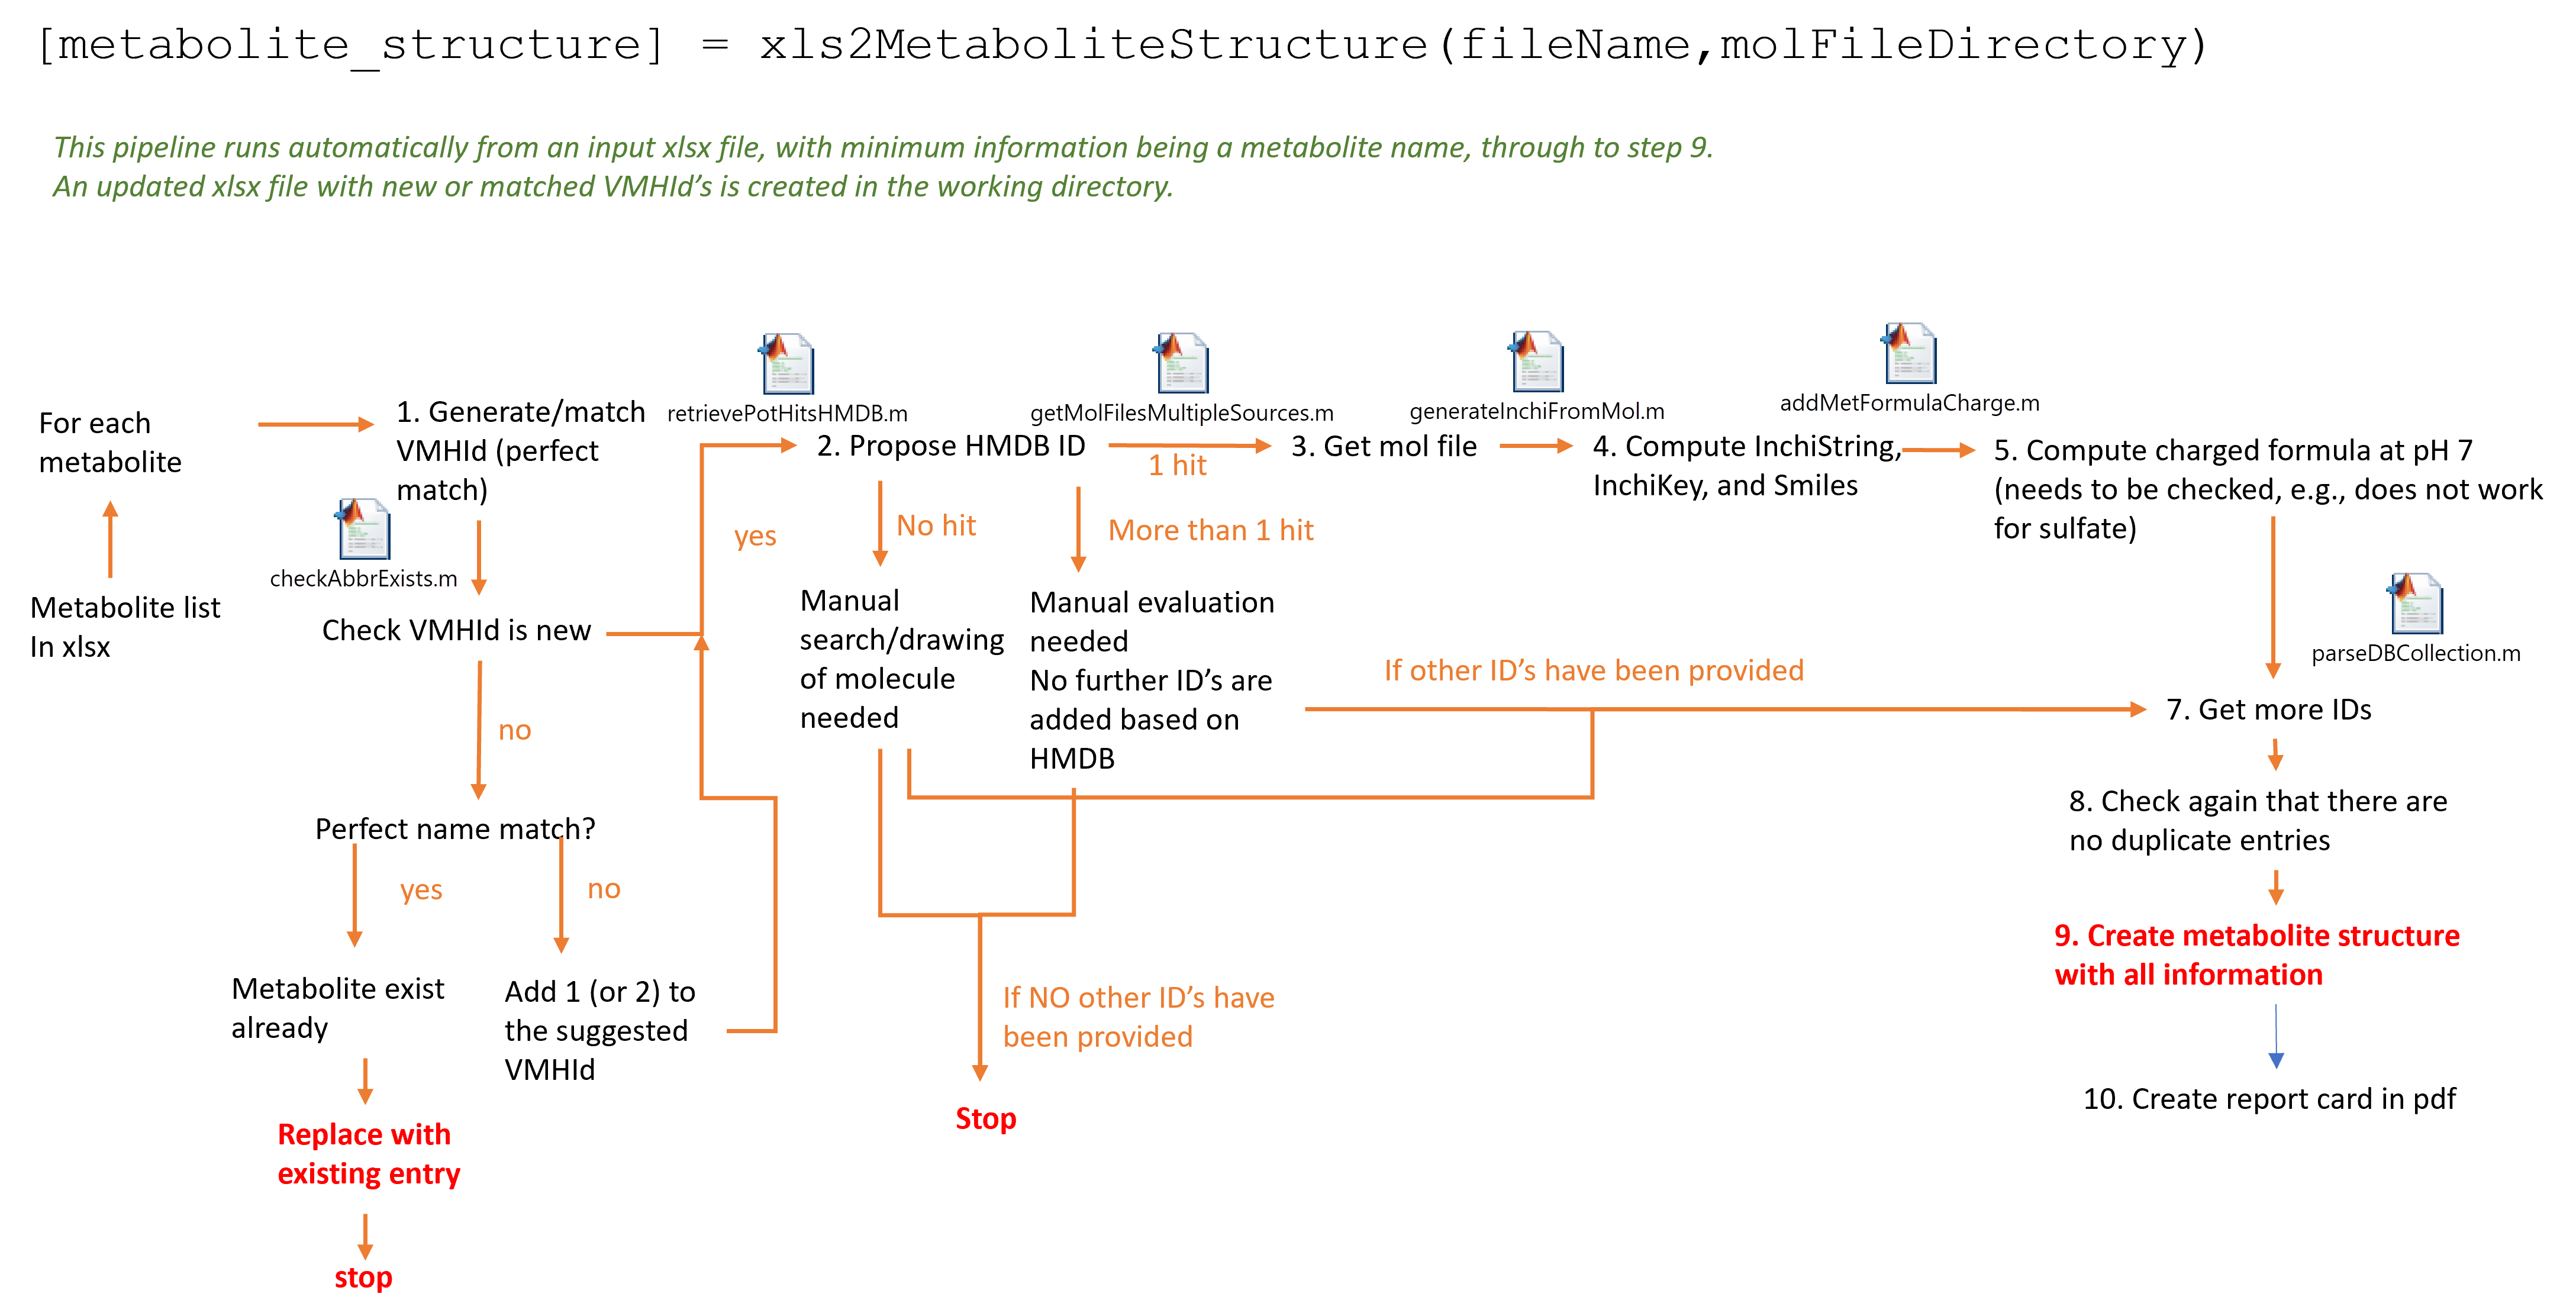 [metabolite_structure] = xls2MetaboliteStructure(fileName,molFileDirectory)
This pipeline runs automatically from an input xlsx file, with minimum information being a metabolite name, through to step 9.
An updated xlsx file with new or matched VMHId’s is created in the working directory.
For each
metabolite
Metabolite list
In xlsx
1. Generate/match
VMHId (perfect
match)
checkAbbrExists.m
Check VMHId is new
yes
no
Perfect name match?
yes
no
Metabolite exist
already
Replace with
existing entry
stop
Add 1 (or 2) to
the suggested
VMHId
retrievePotHitsHMDB.m
2. Propose HMDB ID
1 hit
No hit
More than 1 hit
Manual
search/drawing
of molecule
needed
Manual evaluation
needed
No further ID’s are
added based on
HMDB
If other ID’s have been provided
If NO other ID’s have
been provided
Stop
getMolFilesMultipleSources.m
3. Get mol file
generateInchiFromMol.m
4. Compute InchiString,
InchiKey, and Smiles
addMetFormulaCharge.m
5. Compute charged formula at pH 7
(needs to be checked, e.g., does not work
for sulfate)
parseDBCollection.m
7. Get more IDs
8. Check again that there are
no duplicate entries
9. Create metabolite structure
with all information
10. Create report card in pdf